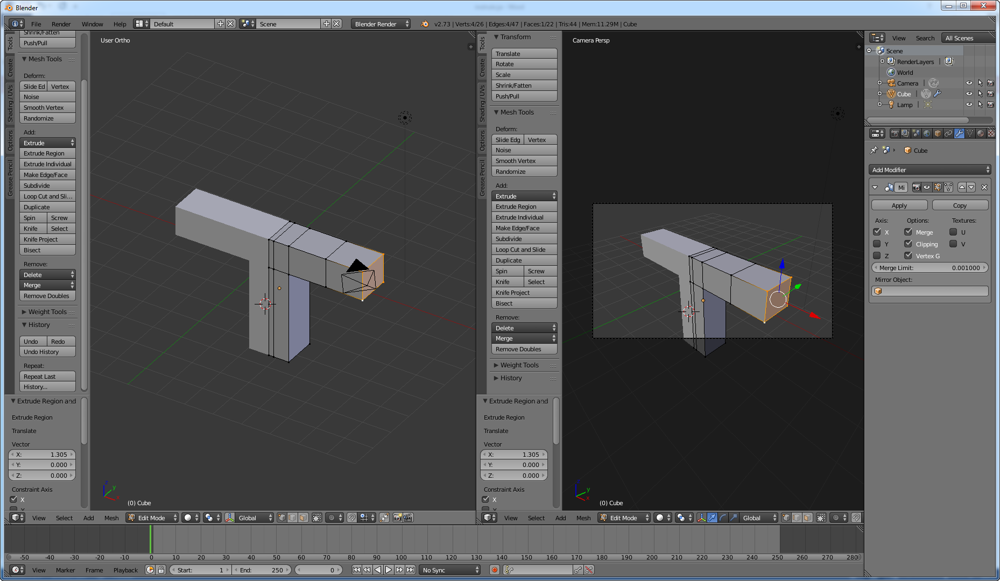 Blender
File Render Window Help Default Scene Blender Render v2.73 | Verts:4/26 | Edges:4/47 | Faces:1/22 | Tris:44 | Mem:11.29M | Cube
Tools
Create
Shading / UVs
Options
Grease Pencil
Shrink/Fatten
Push/Pull
Mesh Tools
Deform:
Slide Ed Vertex
Noise
Smooth Vertex
Randomize
Add:
Extrude
Extrude Region
Extrude Individual
Make Edge/Face
Subdivide
Loop Cut and Sli...
Duplicate
Spin Screw
Knife Select
Knife Project
Bisect
Remove:
Delete
Merge
Remove Doubles
Weight Tools
History
Undo Redo
Undo History
Repeat:
Repeat Last
History...
Extrude Region and
Extrude Region
Translate
Vector
X: 1.305
Y: 0.000
Z: 0.000
Constraint Axis
X
User Ortho
z
y
x
(0) Cube
View Select Add Mesh Edit Mode Global
Tools
Create
Shading / UVs
Options
Grease Pencil
Transform
Translate
Rotate
Scale
Shrink/Fatten
Push/Pull
Mesh Tools
Deform:
Slide Edg Vertex
Noise
Smooth Vertex
Randomize
Add:
Extrude
Extrude Region
Extrude Individual
Make Edge/Face
Subdivide
Loop Cut and Slide
Duplicate
Spin Screw
Knife Select
Knife Project
Bisect
Remove:
Delete
Merge
Remove Doubles
Weight Tools
History
Extrude Region and
Extrude Region
Translate
Vector
X: 1.305
Y: 0.000
Z: 0.000
Constraint Axis
X
Camera Persp
y
x
(0) Cube
View Select Add Mesh Edit Mode Global
View Search All Scenes
Scene
RenderLayers |
World
Camera |
Cube |
Lamp |
Cube
Add Modifier
Mi
Apply Copy
Axis: Options: Textures:
X Merge U
Y Clipping V
Z Vertex G
Merge Limit: 0.001000
Mirror Object:
-50 -40 -30 -20 -10 0 10 20 30 40 50 60 70 80 90 100 110 120 130 140 150 160 170 180 190 200 210 220 230 240 250 260 270 280
View Marker Frame Playback Start: 1 End: 250 0 No Sync